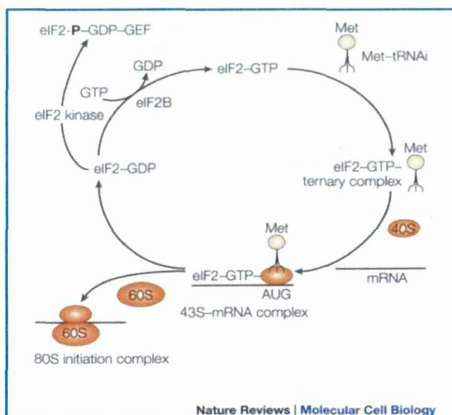 eIF2-P–GDP–GEF
GDP
GTP
eIF2B
eIF2–GTP
Met
Met–tRNAi
eIF2 kinase
eIF2–GDP
Met
eIF2–GTP–
ternary complex
40S
Met
eIF2–GTP–
mRNA
AUG
60S
43S–mRNA complex
60S
80S initiation complex
Nature Reviews | Molecular Cell Biology